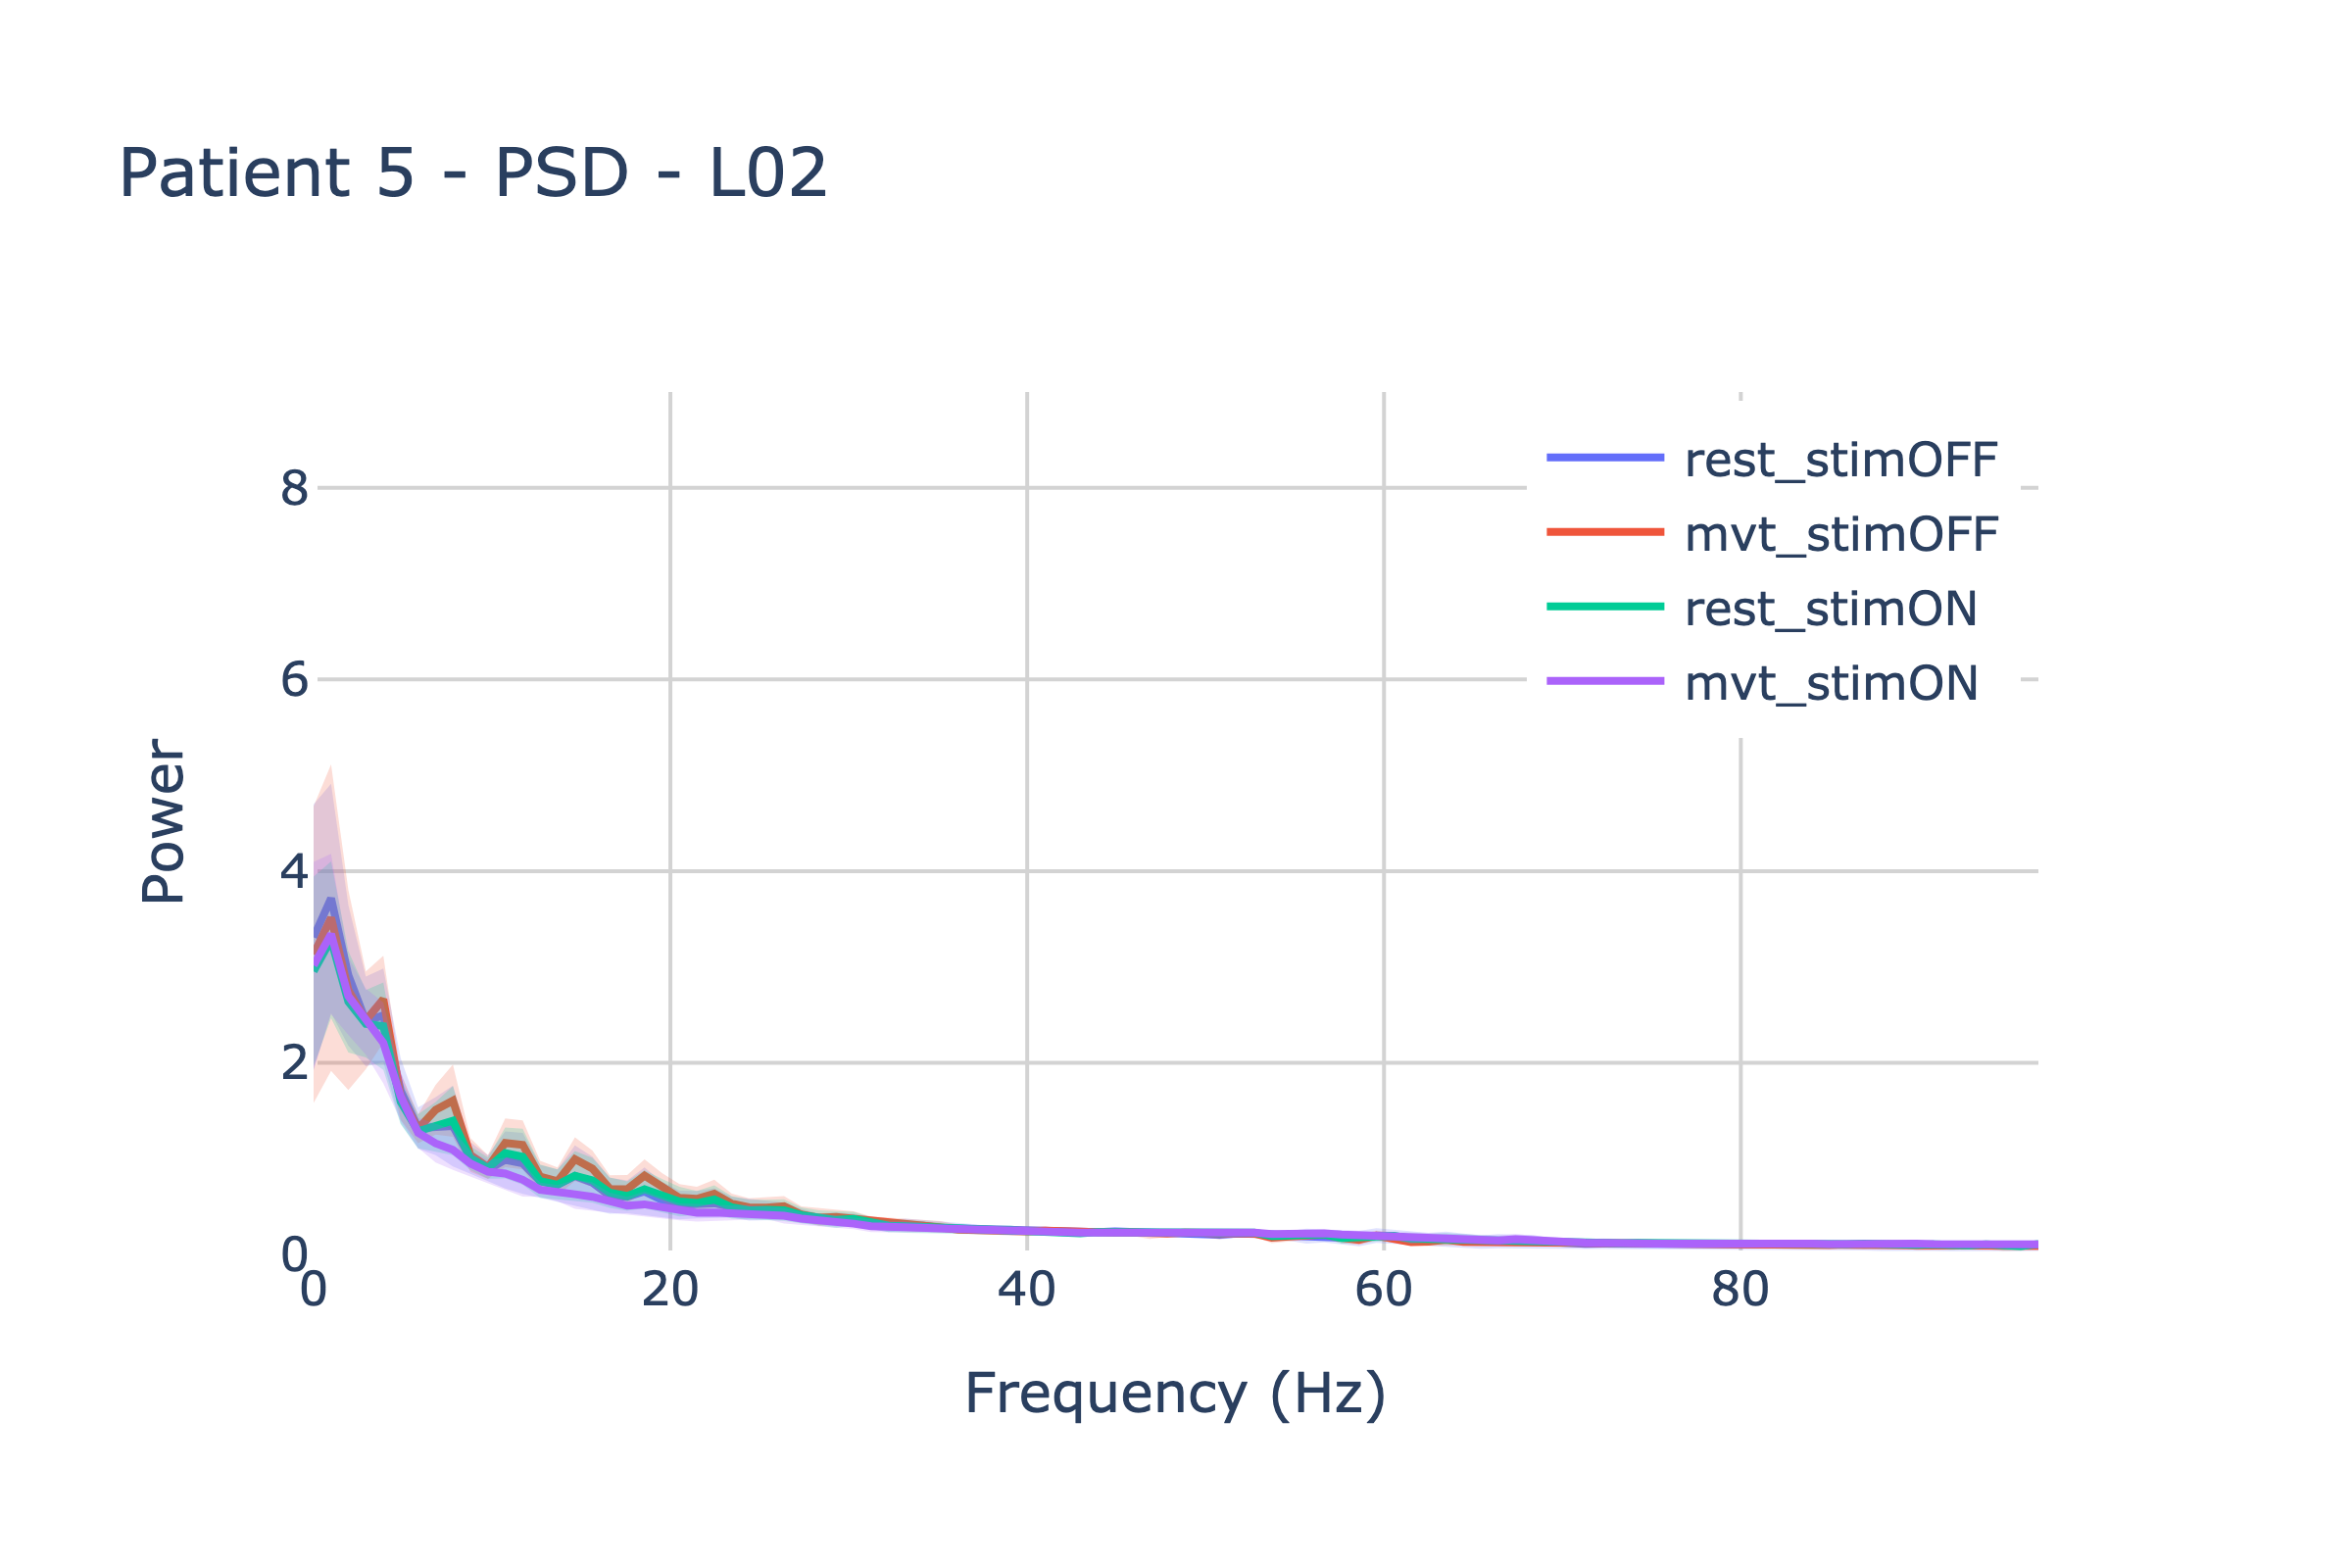 Patient 5 - PSD - L02
rest_stimOFF
mvt_stimOFF
rest_stimON
mvt_stimON
8
6
4
2
0
Power
0 20 40 60 80
Frequency (Hz)